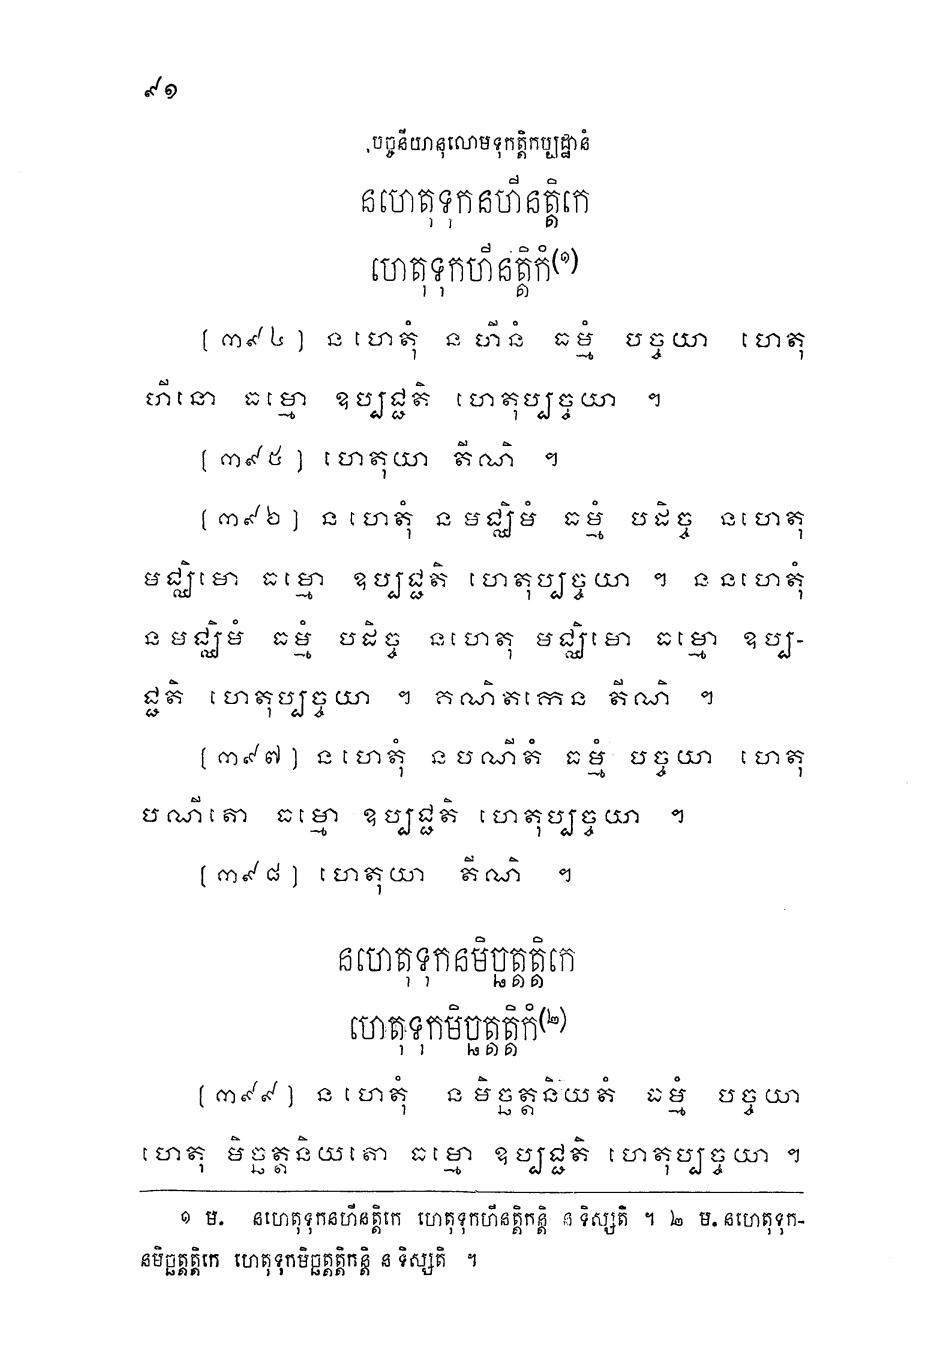 ៩១
បច្ចនីយានុលោមទុកត្តិកប្បដ្ឋានំ
នហេតុទុកនហីនត្តិកេ
ហេតុទុកហីនត្តិកំ(១)
[៣៩៤] ន ហេតុំ ន ហីនំ ធម្មំ បច្ចយា ហេតុ
ហីនោ ធម្មោ ឧប្បជ្ជតិ ហេតុប្បច្ចយា ។
[៣៩៥] ហេតុយា តីណិ ។
[៣៩៦] ន ហេតុំ នមជ្ឈិមំ ធម្មំ បដិច្ច នហេតុ
មជ្ឈិមោ ធម្មោ ឧប្បជ្ជតិ ហេតុប្បច្ចយា ។ ននហេតុំ
នមជ្ឈិមំ ធម្មំ បដិច្ច នហេតុ មជ្ឈិមោ ធម្មោ ឧប្ប-
ជ្ជតិ ហេតុប្បច្ចយា ។ គណិតកេន តីណិ ។
[៣៩៧] ន ហេតុំ នបណីតំ ធម្មំ បច្ចយា ហេតុ
បណីតោ ធម្មោ ឧប្បជ្ជតិ ហេតុប្បច្ចយា ។
[៣៩៨] ហេតុយា តីណិ ។
នហេតុទុកនមិច្ឆត្តត្តិកេ
ហេតុទុកមិច្ឆត្តត្តិកំ(២)
[៣៩៩] ន ហេតុំ ន មិច្ឆត្តនិយតំ ធម្មំ បច្ចយា
ហេតុ មិច្ឆត្តនិយតោ ធម្មោ ឧប្បជ្ជតិ ហេតុប្បច្ចយា ។
១ ម. នហេតុទុកនហីនត្តិកេ ហេតុទុកហីនត្តិកន្តិ ន ទិស្សតិ ។ ២ ម. នហេតុទុក-
នមិច្ឆត្តត្តិកេ ហេតុទុកមិច្ឆត្តត្តិកន្តិ ន ទិស្សតិ ។